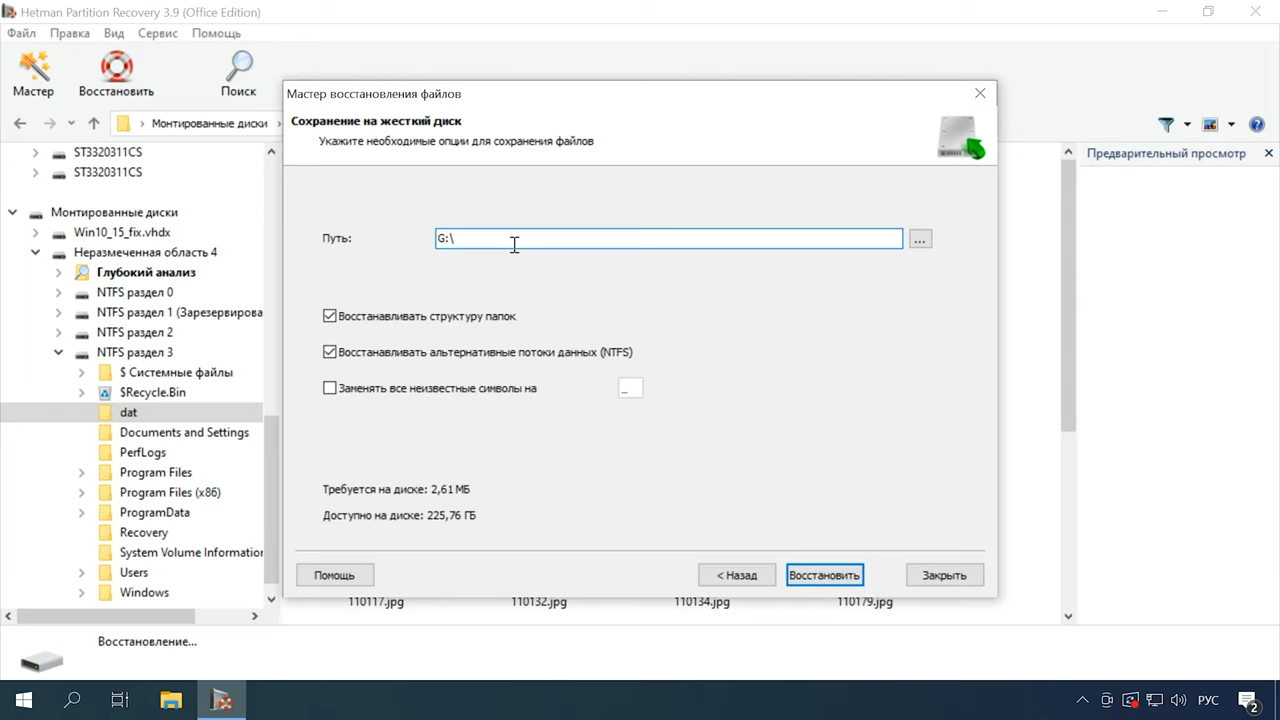 Hetman Partition Recovery 3.9 (Office Edition)
Файл Правка Вид Сервис Помощь
Мастер Восстановить Поиск
Монтированные диски
ST3320311CS
ST3320311CS
Монтированные диски
Win10_15_fix.vhdx
Неразмеченная область 4
Глубокий анализ
NTFS раздел 0
NTFS раздел 1 (Зарезервирова
NTFS раздел 2
NTFS раздел 3
$ Системные файлы
$Recycle.Bin
dat
Documents and Settings
PerfLogs
Program Files
Program Files (x86)
ProgramData
Recovery
System Volume Information
Users
Windows
Мастер восстановления файлов
Сохранение на жесткий диск
Укажите необходимые опции для сохранения файлов
Путь: G:\ ...
Восстанавливать структуру папок
Восстанавливать альтернативные потоки данных (NTFS)
Заменять все неизвестные символы на _
Требуется на диске: 2,61 МБ
Доступно на диске: 225,76 ГБ
Помощь < Назад Восстановить Закрыть
Предварительный просмотр
110117.jpg 110132.jpg 110134.jpg 110179.jpg
Восстановление...
РУС 2